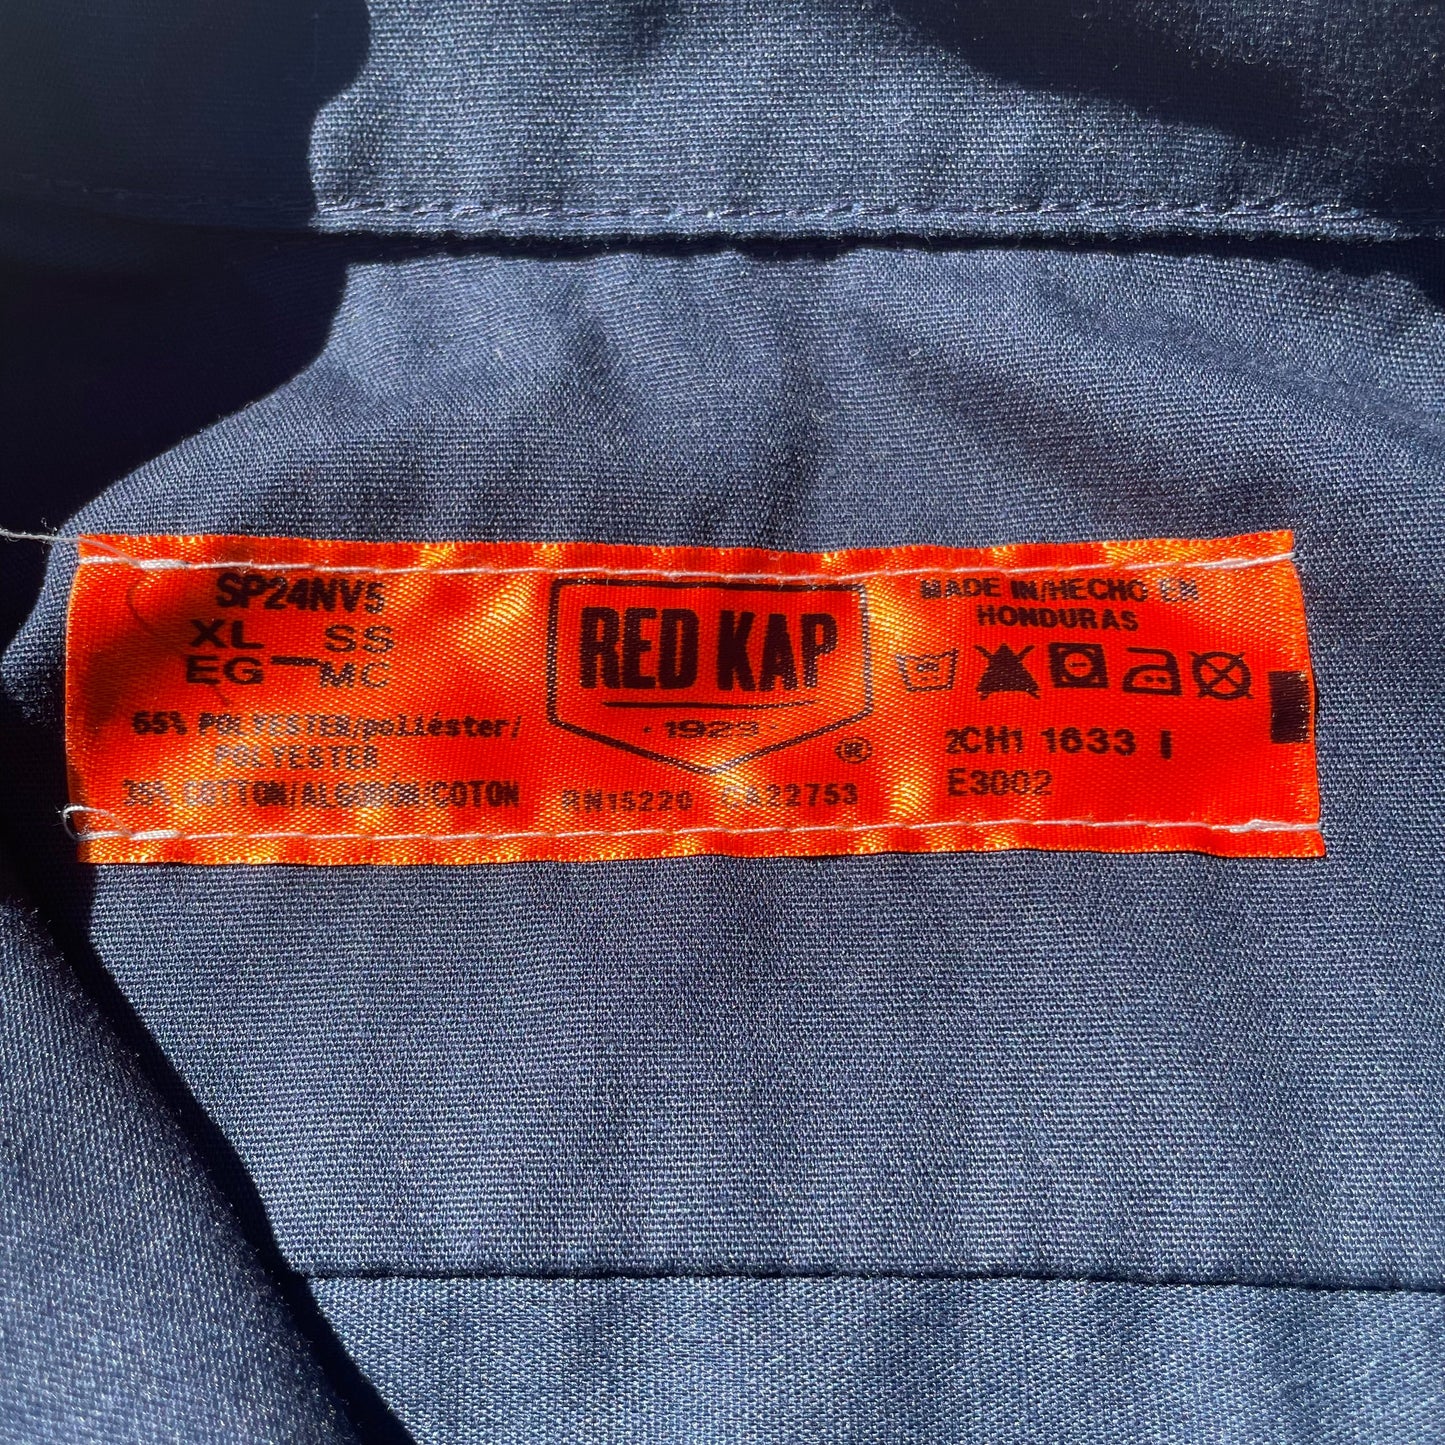 SP24NV5
XL SS
EG MC
65% POLYESTER/poliéster/
POLYESTER
35% COTTON/ALGODÓN/COTON
RED KAP
· 1923 ·
®
RN15220 CA22753
MADE IN/HECHO EN
HONDURAS
2CH1 1633 I
E3002